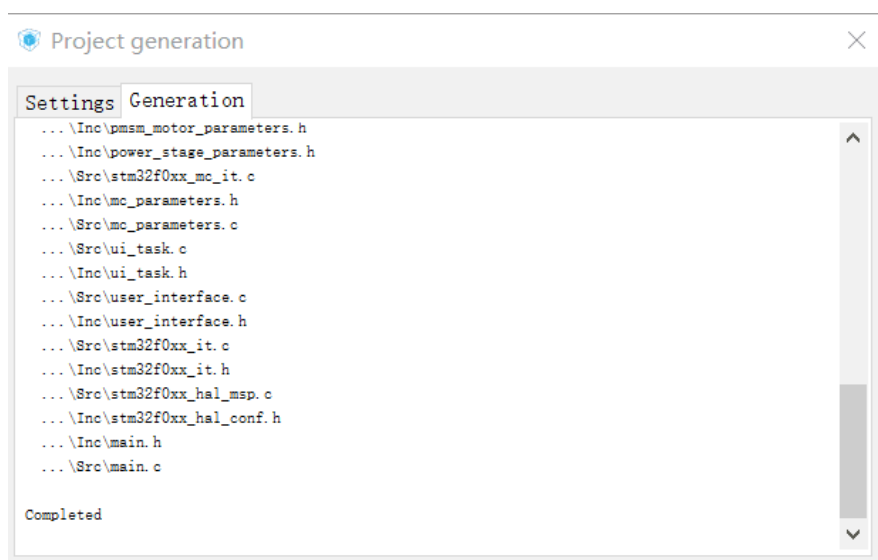 Project generation
Settings Generation
...\Inc\pmsm_motor_parameters.h
...\Inc\power_stage_parameters.h
...\Src\stm32f0xx_mc_it.c
...\Inc\mc_parameters.h
...\Src\mc_parameters.c
...\Src\ui_task.c
...\Inc\ui_task.h
...\Src\user_interface.c
...\Inc\user_interface.h
...\Src\stm32f0xx_it.c
...\Inc\stm32f0xx_it.h
...\Src\stm32f0xx_hal_msp.c
...\Inc\stm32f0xx_hal_conf.h
...\Inc\main.h
...\Src\main.c
Completed